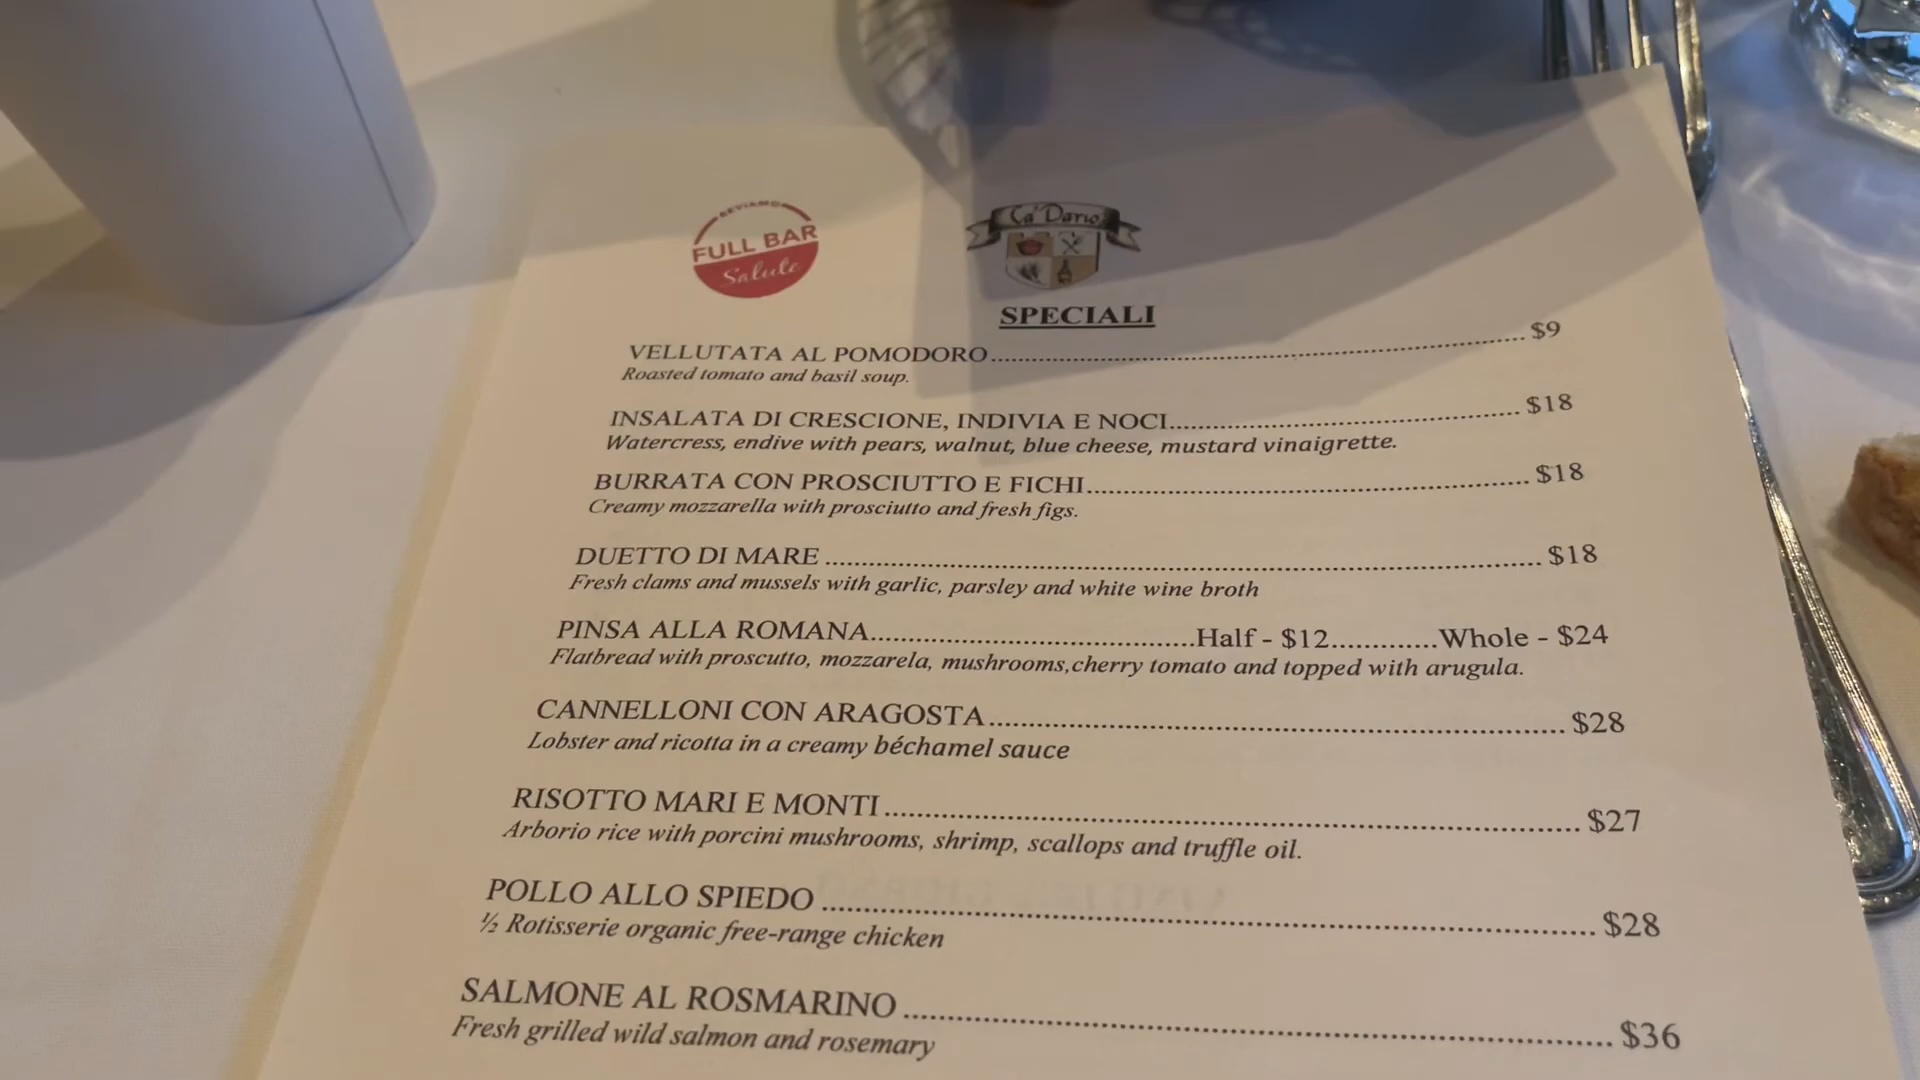 BEVIAMO
FULL BAR
Salute
Ca' Dario
SPECIALI
VELLUTATA AL POMODORO........ $9
Roasted tomato and basil soup.
INSALATA DI CRESCIONE, INDIVIA E NOCI........ $18
Watercress, endive with pears, walnut, blue cheese, mustard vinaigrette.
BURRATA CON PROSCIUTTO E FICHI........ $18
Creamy mozzarella with prosciutto and fresh figs.
DUETTO DI MARE ........ $18
Fresh clams and mussels with garlic, parsley and white wine broth
PINSA ALLA ROMANA........Half - $12........Whole - $24
Flatbread with proscutto, mozzarela, mushrooms,cherry tomato and topped with arugula.
CANNELLONI CON ARAGOSTA........ $28
Lobster and ricotta in a creamy béchamel sauce
RISOTTO MARI E MONTI ........ $27
Arborio rice with porcini mushrooms, shrimp, scallops and truffle oil.
POLLO ALLO SPIEDO ........ $28
½ Rotisserie organic free-range chicken
SALMONE AL ROSMARINO ........ $36
Fresh grilled wild salmon and rosemary